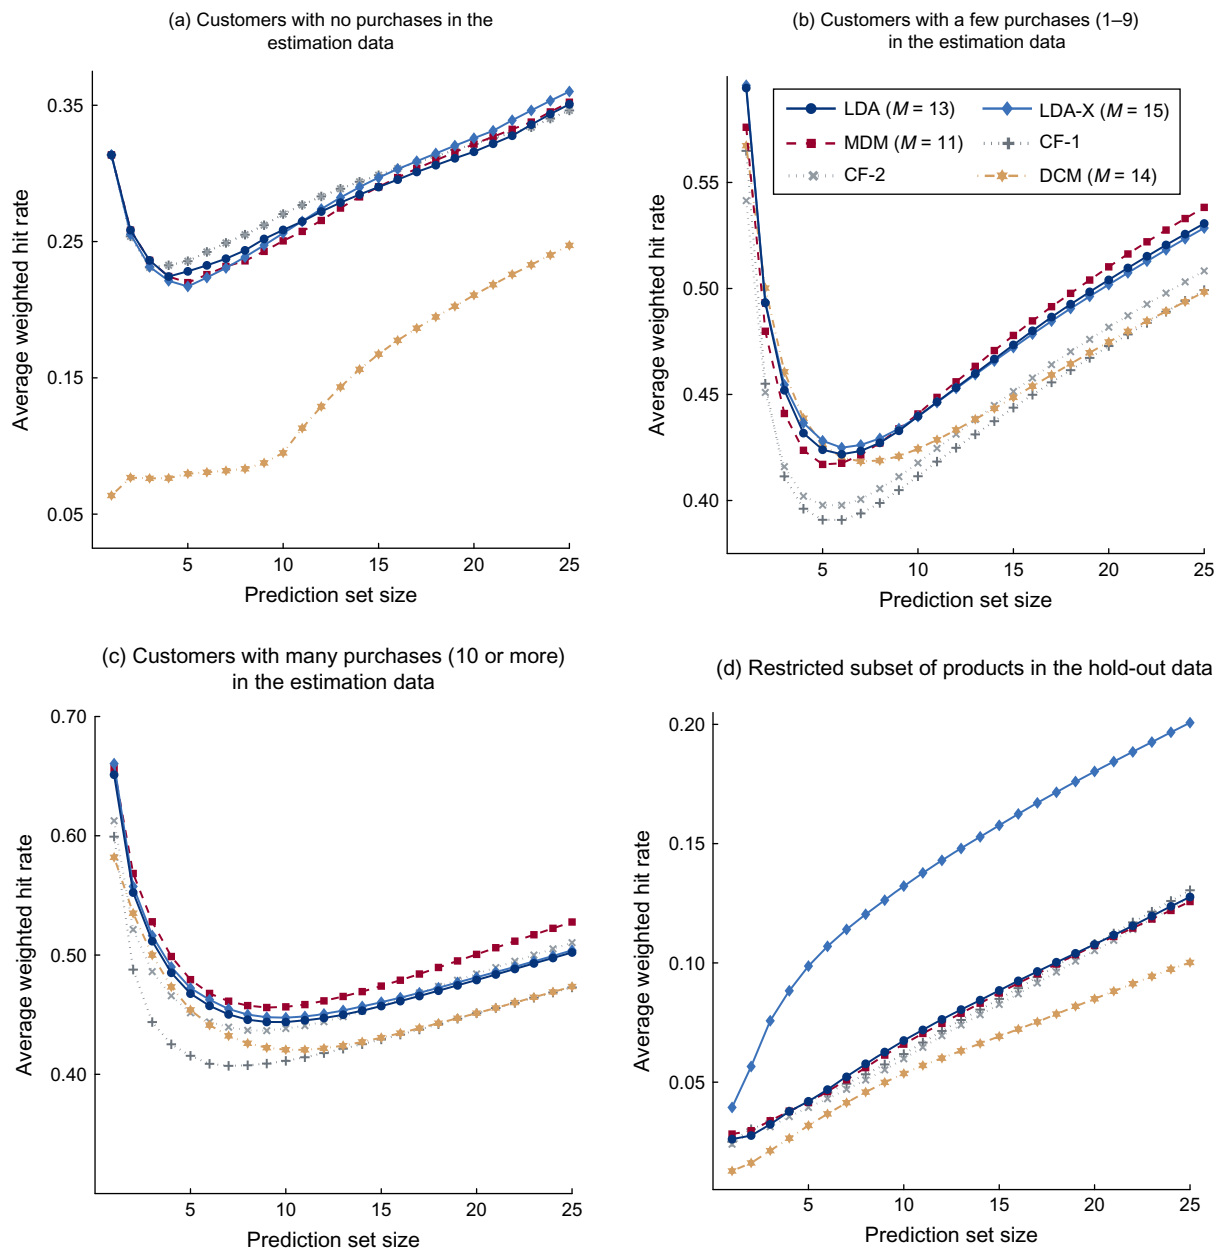 (a) Customers with no purchases in the
estimation data
0.35
0.25
0.15
0.05
Average weighted hit rate
5 10 15 20 25
Prediction set size
(b) Customers with a few purchases (1–9)
in the estimation data
LDA (M = 13) LDA-X (M = 15)
MDM (M = 11) CF-1
CF-2 DCM (M = 14)
0.55
0.50
0.45
0.40
Average weighted hit rate
5 10 15 20 25
Prediction set size
(c) Customers with many purchases (10 or more)
in the estimation data
0.70
0.60
0.50
0.40
Average weighted hit rate
5 10 15 20 25
Prediction set size
(d) Restricted subset of products in the hold-out data
0.20
0.15
0.10
0.05
Average weighted hit rate
5 10 15 20 25
Prediction set size